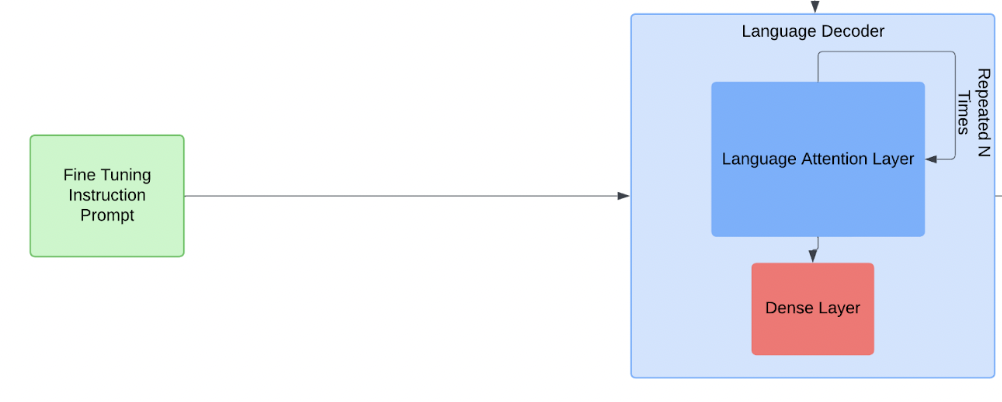 Language Decoder
Repeated N
Times
Language Attention Layer
Fine Tuning
Instruction
Prompt
Dense Layer